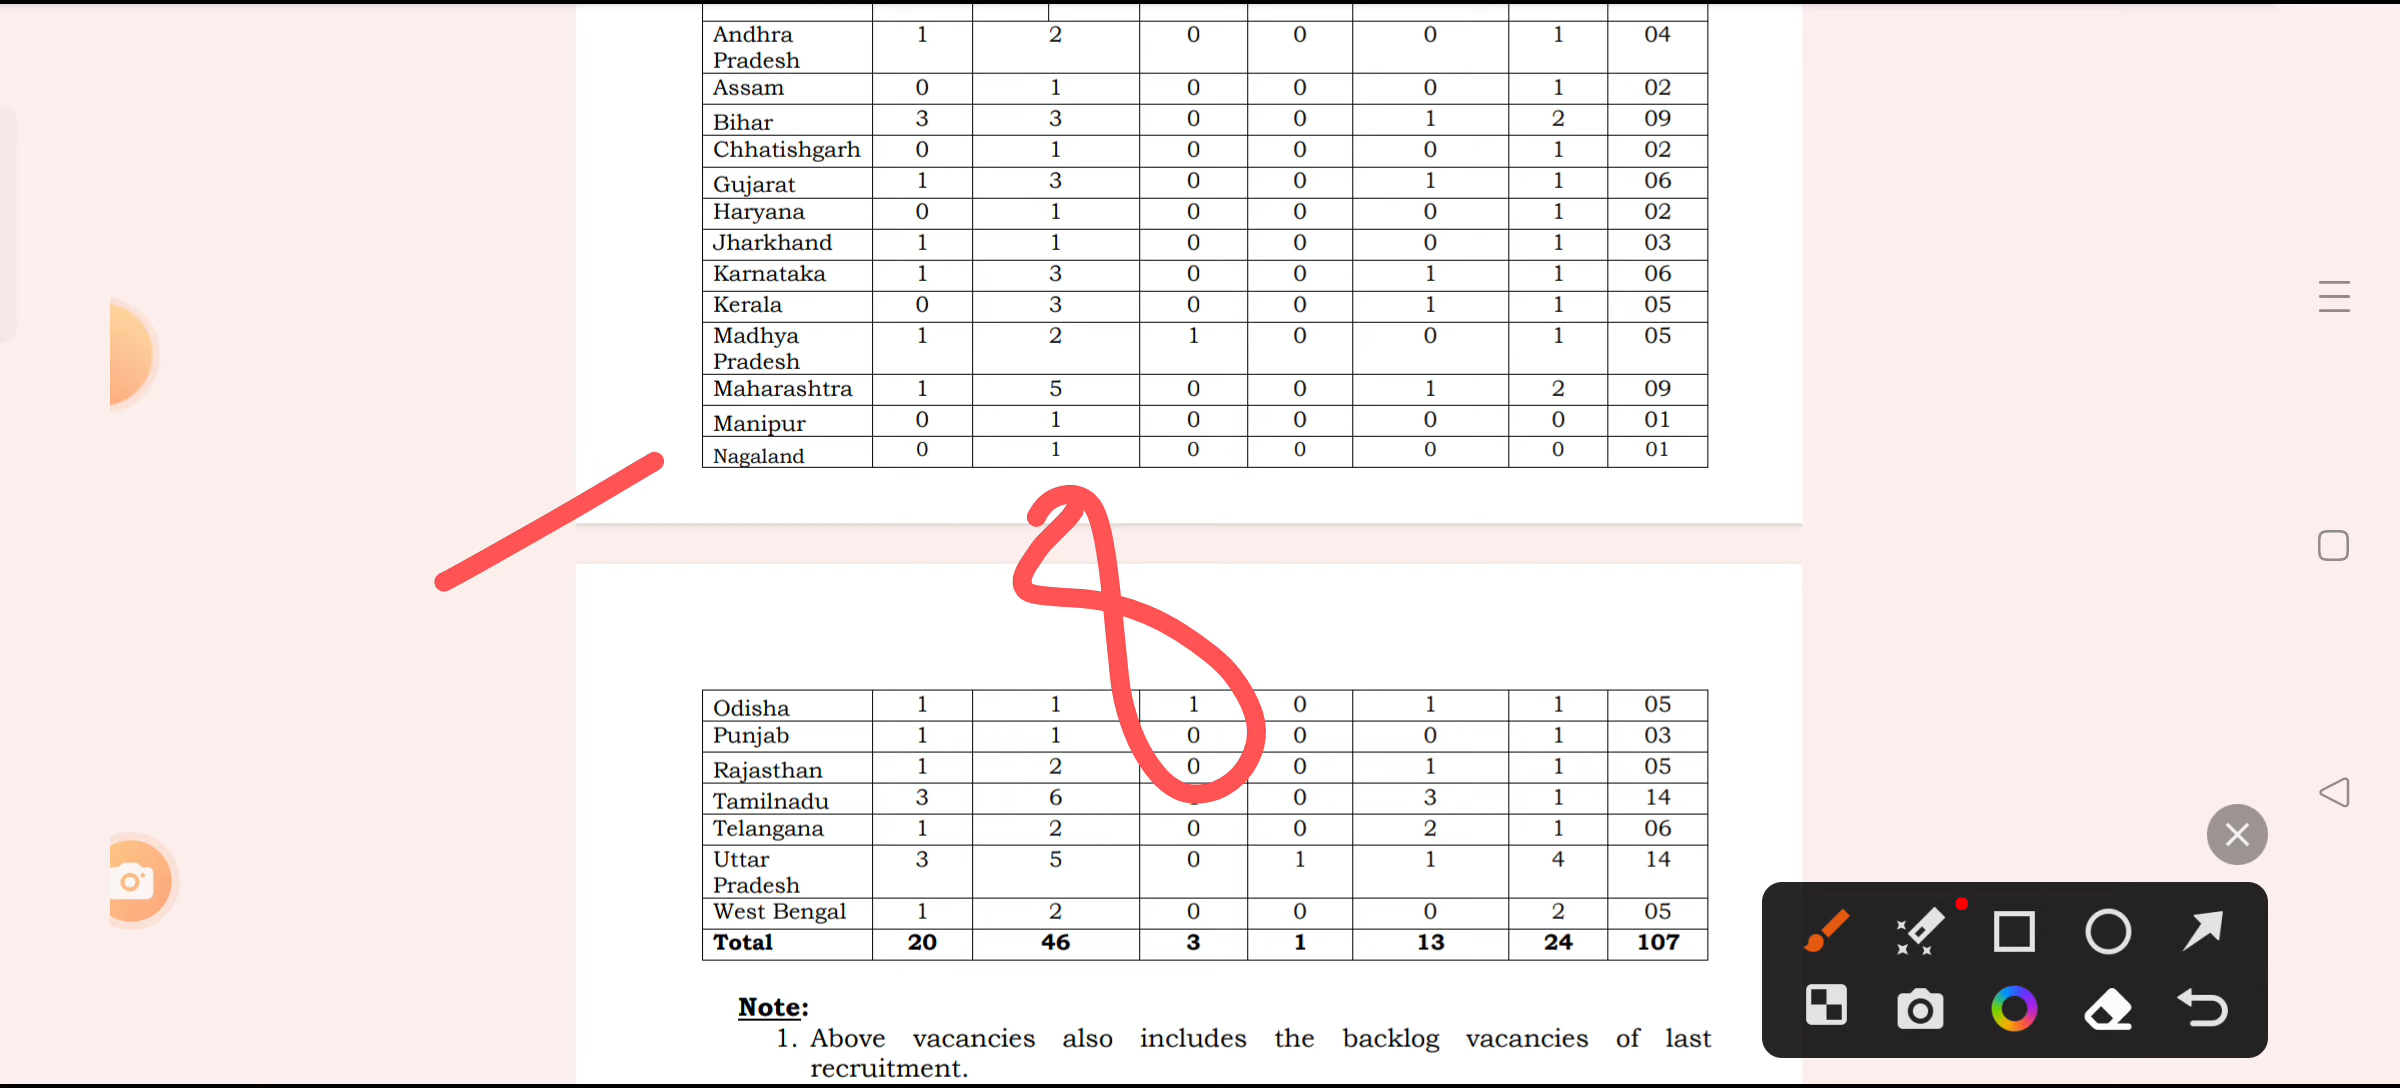 Andhra Pradesh 1 2 0 0 0 1 04
Assam 0 1 0 0 0 1 02
Bihar 3 3 0 0 1 2 09
Chhatishgarh 0 1 0 0 0 1 02
Gujarat 1 3 0 0 1 1 06
Haryana 0 1 0 0 0 1 02
Jharkhand 1 1 0 0 0 1 03
Karnataka 1 3 0 0 1 1 06
Kerala 0 3 0 0 1 1 05
Madhya Pradesh 1 2 1 0 0 1 05
Maharashtra 1 5 0 0 1 2 09
Manipur 0 1 0 0 0 0 01
Nagaland 0 1 0 0 0 0 01
Odisha 1 1 1 0 1 1 05
Punjab 1 1 0 0 0 1 03
Rajasthan 1 2 0 0 1 1 05
Tamilnadu 3 6 0 3 1 14
Telangana 1 2 0 0 2 1 06
Uttar Pradesh 3 5 0 1 1 4 14
West Bengal 1 2 0 0 0 2 05
Total 20 46 3 1 13 24 107
Note:
1. Above vacancies also includes the backlog vacancies of last
recruitment.